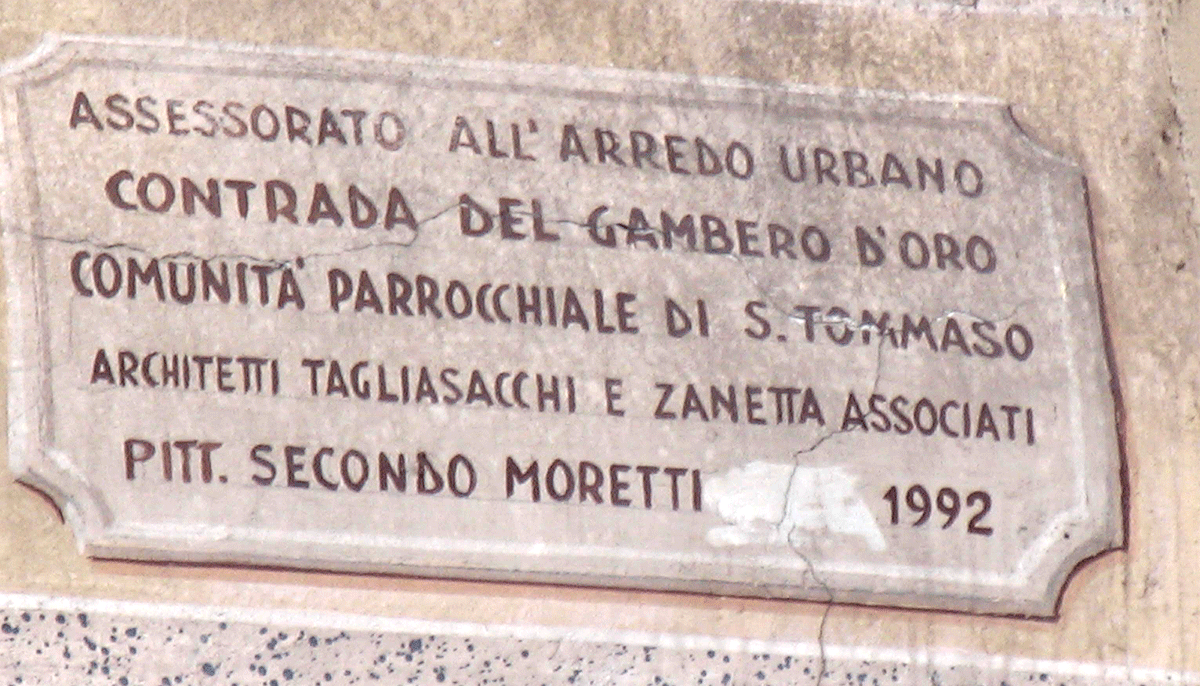 ASSESSORATO ALL'ARREDO URBANO
CONTRADA DEL GAMBERO D'ORO
COMUNITA' PARROCCHIALE DI S. TOMMASO
ARCHITETTI TAGLIASACCHI E ZANETTA ASSOCIATI
PITT. SECONDO MORETTI 1992